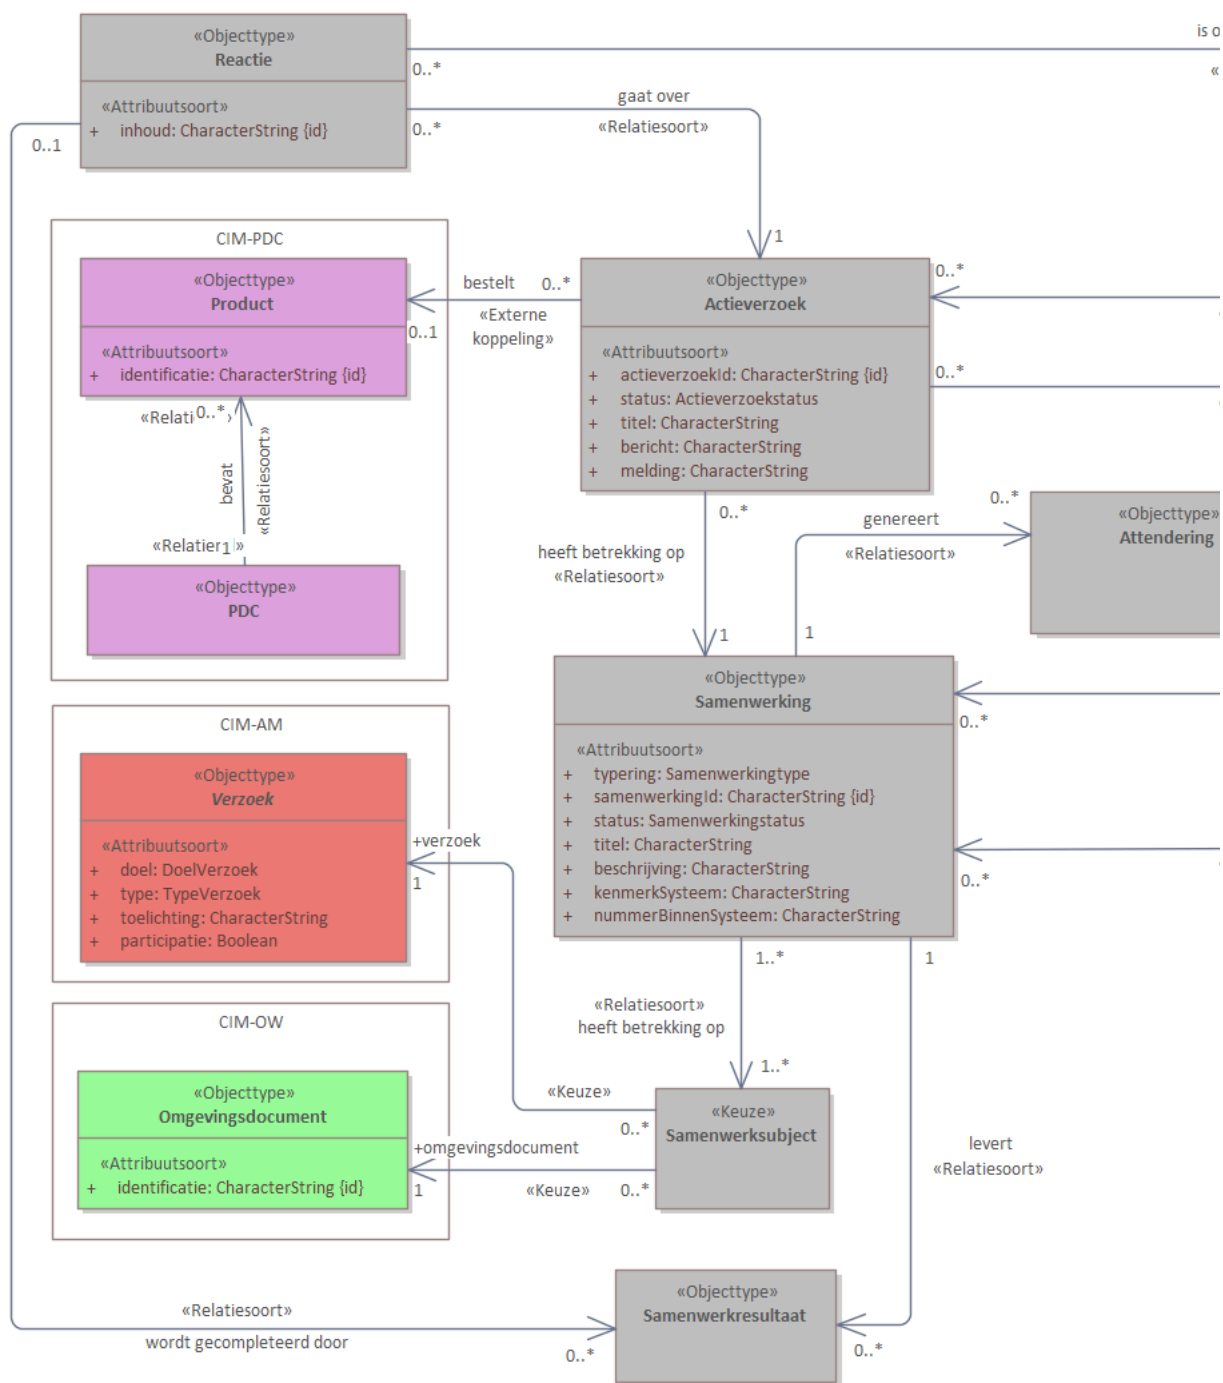 «Objecttype»
Reactie
«Attribuutsoort»
+ inhoud: CharacterString {id}
0..1
0..*
is o
«
gaat over
«Relatiesoort»
0..*
1
CIM-PDC
«Objecttype»
Product
«Attribuutsoort»
+ identificatie: CharacterString {id}
«Relati
0..*
bevat
«Relatiesoort»
«Relatie
1
«Objecttype»
PDC
bestelt
0..*
«Externe
koppeling»
0..1
«Objecttype»
Actieverzoek
«Attribuutsoort»
+ actieverzoekId: CharacterString {id}
+ status: Actieverzoekstatus
+ titel: CharacterString
+ bericht: CharacterString
+ melding: CharacterString
0..*
0..*
0..*
heeft betrekking op
«Relatiesoort»
1
genereert
«Relatiesoort»
0..*
1
«Objecttype»
Attendering
«Objecttype»
Samenwerking
«Attribuutsoort»
+ typering: Samenwerkingtype
+ samenwerkingId: CharacterString {id}
+ status: Samenwerkingstatus
+ titel: CharacterString
+ beschrijving: CharacterString
+ kenmerkSysteem: CharacterString
+ nummerBinnenSysteem: CharacterString
0..*
0..*
CIM-AM
«Objecttype»
Verzoek
«Attribuutsoort»
+ doel: DoelVerzoek
+ type: TypeVerzoek
+ toelichting: CharacterString
+ participatie: Boolean
+verzoek
1
1..*
«Relatiesoort»
heeft betrekking op
1..*
1
CIM-OW
«Objecttype»
Omgevingsdocument
«Attribuutsoort»
+ identificatie: CharacterString {id}
«Keuze»
0..*
+omgevingsdocument
1
«Keuze»
0..*
«Keuze»
Samenwerksubject
levert
«Relatiesoort»
«Objecttype»
Samenwerkresultaat
«Relatiesoort»
wordt gecompleteerd door
0..*
0..*